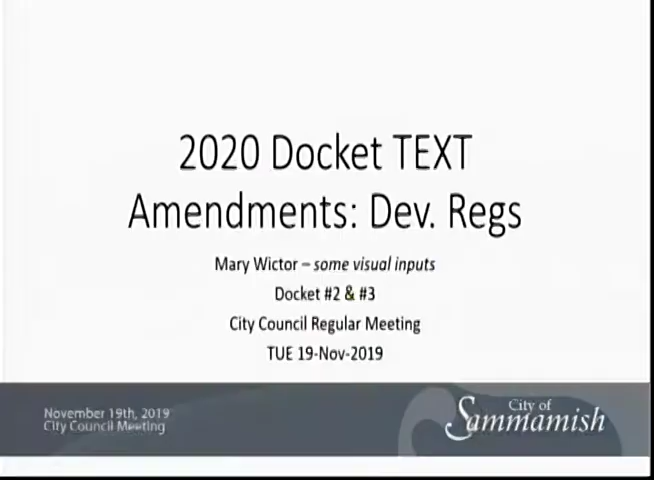 2020 Docket TEXT
Amendments: Dev. Regs
Mary Wictor – some visual inputs
Docket #2 & #3
City Council Regular Meeting
TUE 19-Nov-2019
November 19th, 2019
City Council Meeting
City of
Sammamish